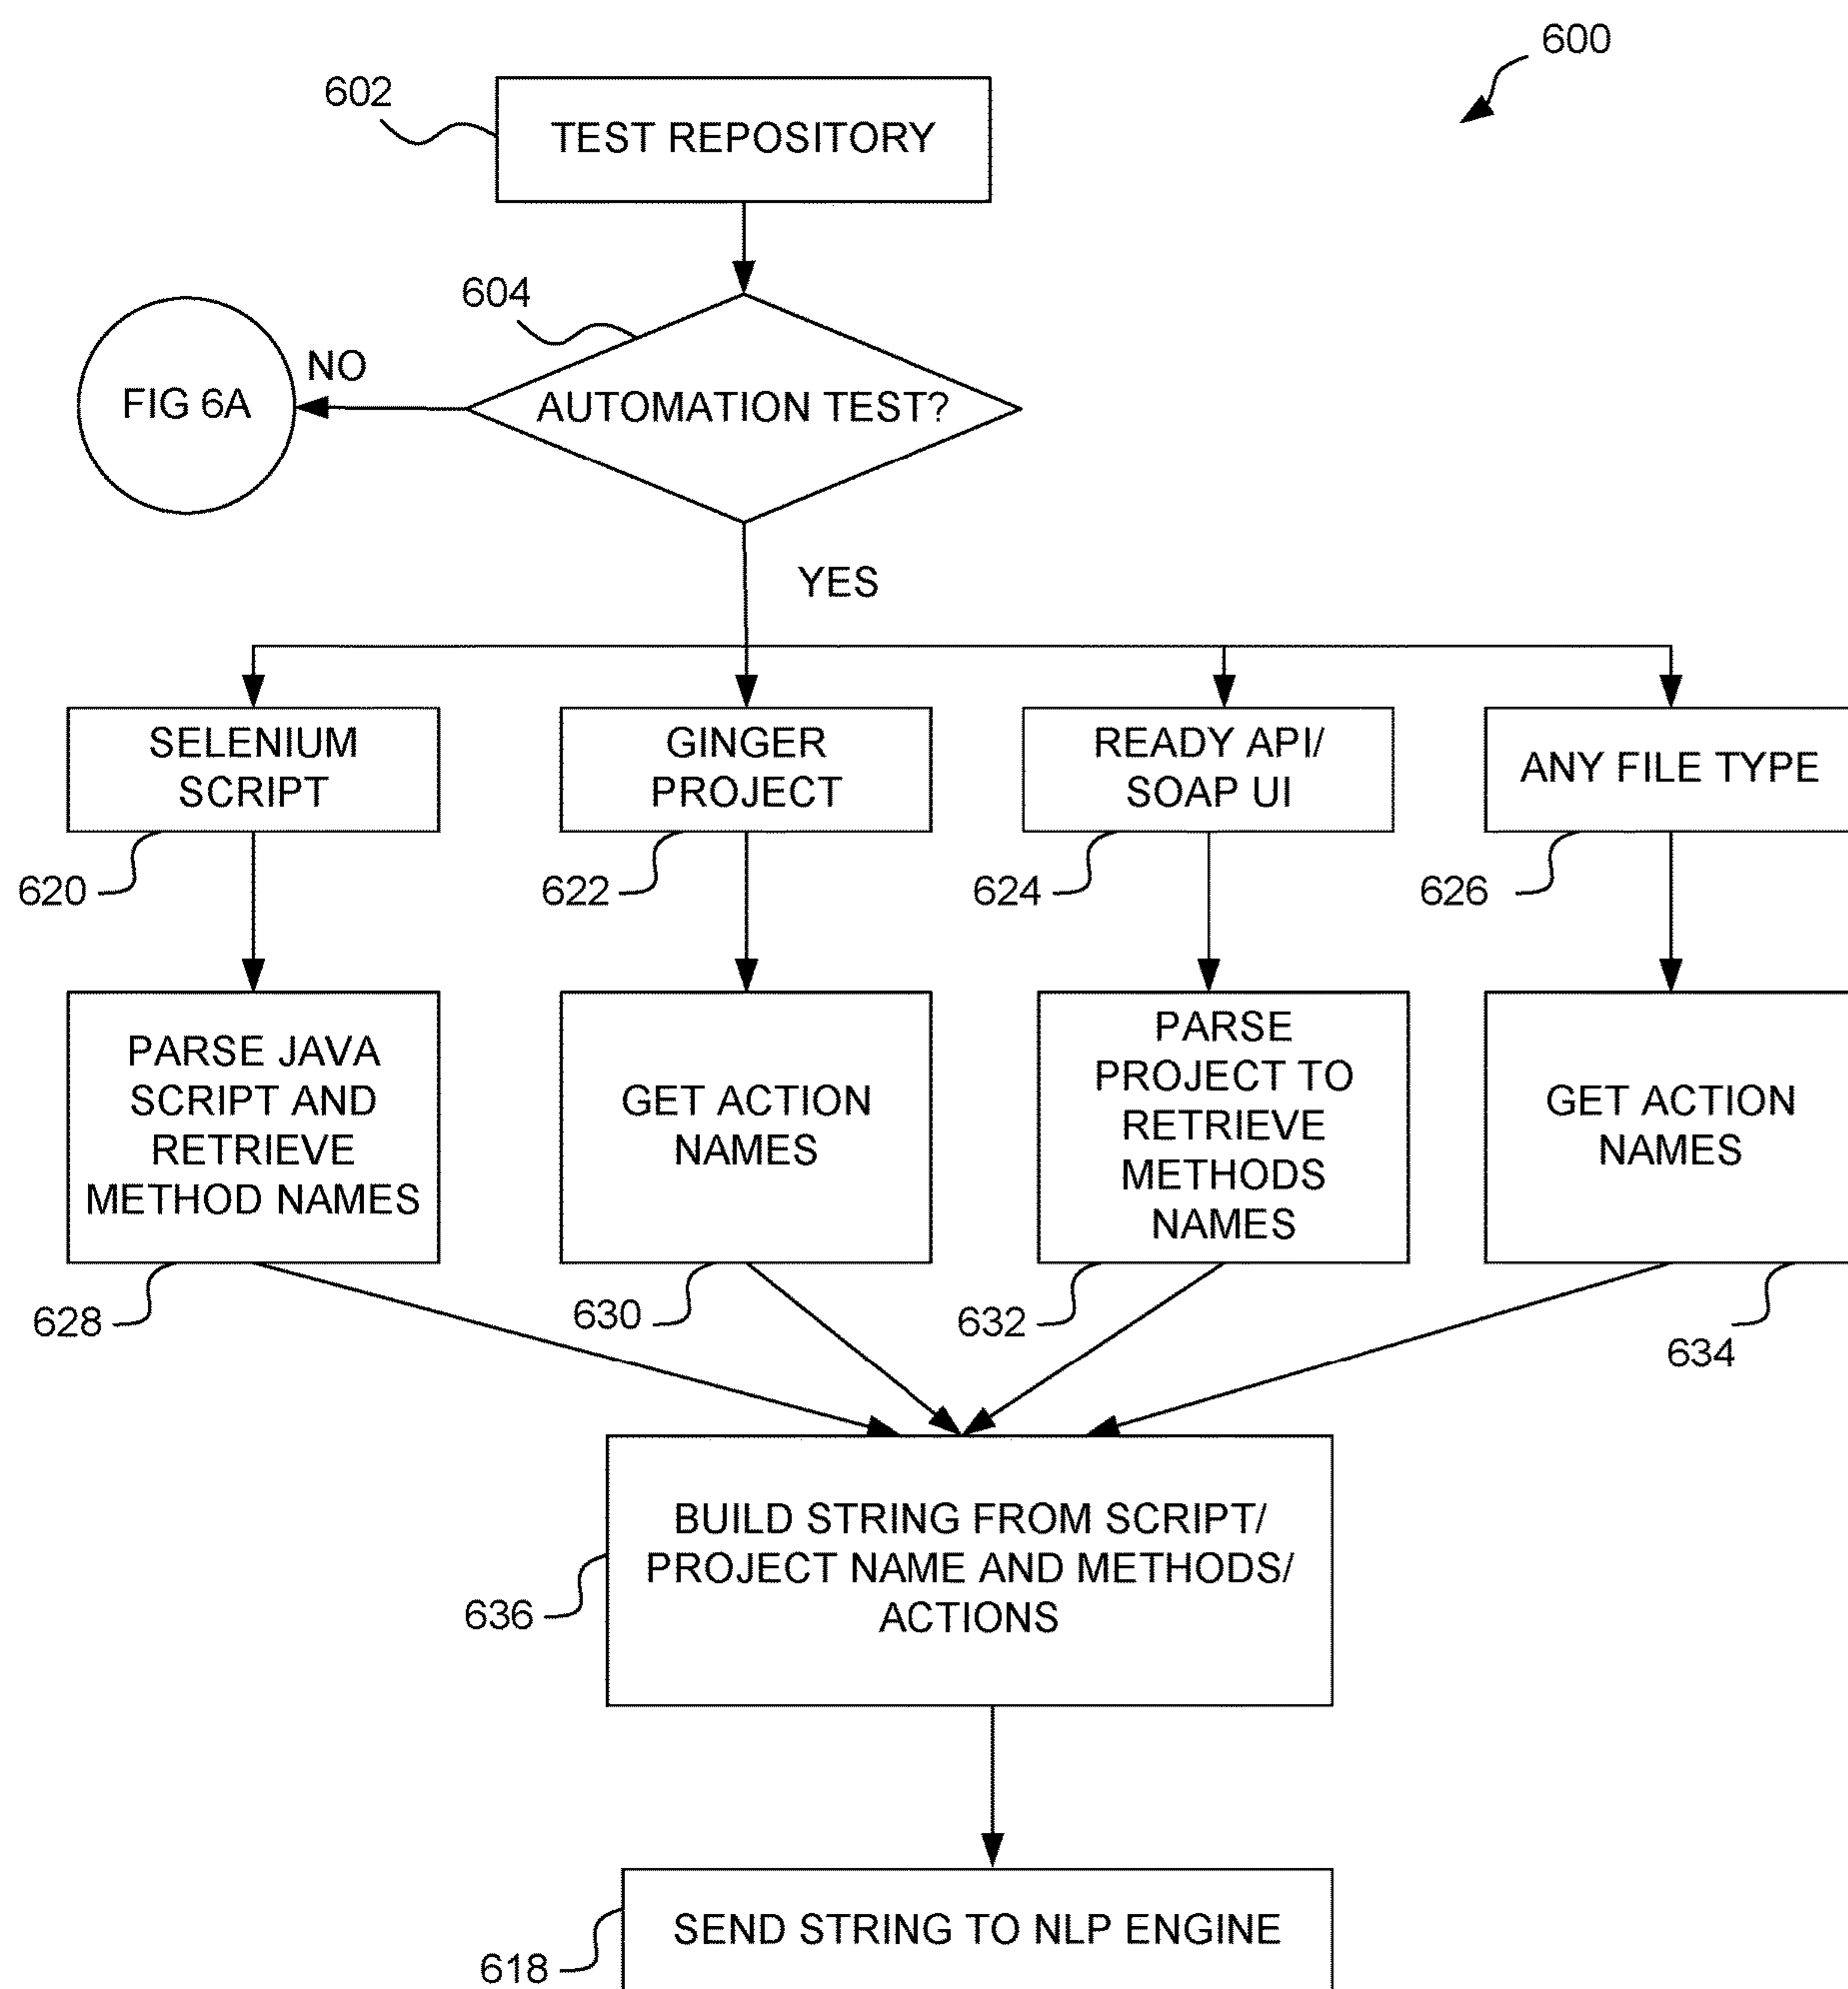 600
602
TEST REPOSITORY
604
FIG 6A
NO
AUTOMATION TEST?
YES
SELENIUM
SCRIPT
GINGER
PROJECT
READY API/
SOAP UI
ANY FILE TYPE
620
622
624
626
PARSE JAVA
SCRIPT AND
RETRIEVE
METHOD NAMES
GET ACTION
NAMES
PARSE
PROJECT TO
RETRIEVE
METHODS
NAMES
GET ACTION
NAMES
628
630
632
634
BUILD STRING FROM SCRIPT/
PROJECT NAME AND METHODS/
ACTIONS
636
SEND STRING TO NLP ENGINE
618